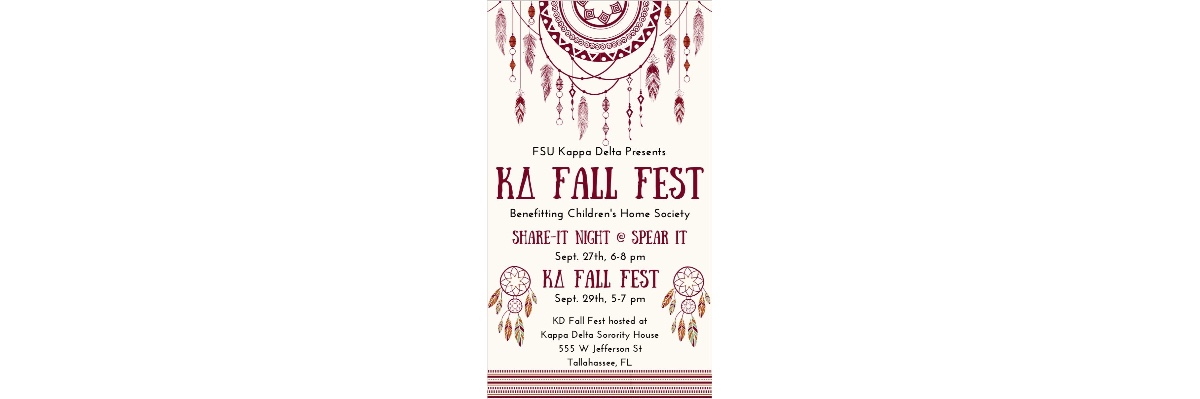 FSU Kappa Delta Presents
KΔ FALL FEST
Benefitting Children's Home Society
SHARE-IT NIGHT @ SPEAR IT
Sept. 27th, 6-8 pm
KΔ FALL FEST
Sept. 29th, 5-7 pm
KD Fall Fest hosted at
Kappa Delta Sorority House
555 W Jefferson St
Tallahassee, FL